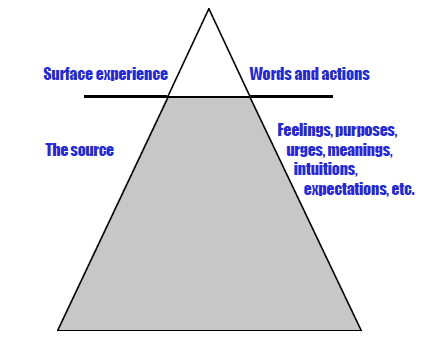 Surface experience
Words and actions
The source
Feelings, purposes,
urges, meanings,
intuitions,
expectations, etc.